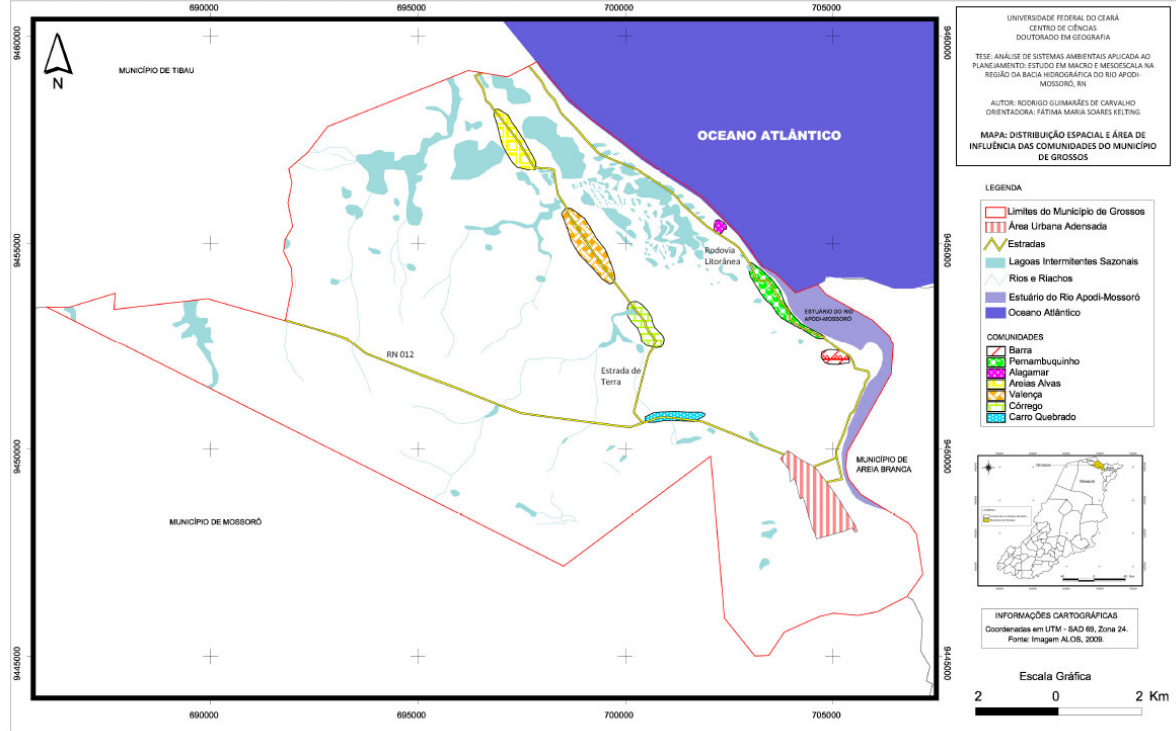 690000
695000
700000
705000
9460000
9460000
MUNICÍPIO DE TIBAU
N
OCEANO ATLÂNTICO
9455000
9455000
Rodovia
Litorânea
ESTUÁRIO DO RIO
APODI-MOSSORÓ
RN 012
Estrada de
Terra
9450000
9450000
MUNICÍPIO DE
AREIA BRANCA
MUNICÍPIO DE MOSSORÓ
9445000
9445000
690000
695000
700000
705000
UNIVERSIDADE FEDERAL DO CEARÁ
CENTRO DE CIÊNCIAS
DOUTORADO EM GEOGRAFIA
TESE: ANÁLISE DE SISTEMAS AMBIENTAIS APLICADA AO
PLANEJAMENTO: ESTUDO EM MACRO E MESOESCALA NA
REGIÃO DA BACIA HIDROGRÁFICA DO RIO APODI-
MOSSORÓ, RN
AUTOR: RODRIGO GUIMARÃES DE CARVALHO
ORIENTADORA: FÁTIMA MARIA SOARES KELTING
MAPA: DISTRIBUIÇÃO ESPACIAL E ÁREA DE
INFLUÊNCIA DAS COMUNIDADES DO MUNICÍPIO
DE GROSSOS
LEGENDA
Limites do Município de Grossos
Área Urbana Adensada
Estradas
Lagoas Intermitentes Sazonais
Rios e Riachos
Estuário do Rio Apodi-Mossoró
Oceano Atlântico
COMUNIDADES
Barra
Pernambuquinho
Alagamar
Areias Alvas
Valença
Córrego
Carro Quebrado
INFORMAÇÕES CARTOGRÁFICAS
Coordenadas em UTM - SAD 69, Zona 24.
Fonte: Imagem ALOS, 2009.
Escala Gráfica
2 0 2 Km